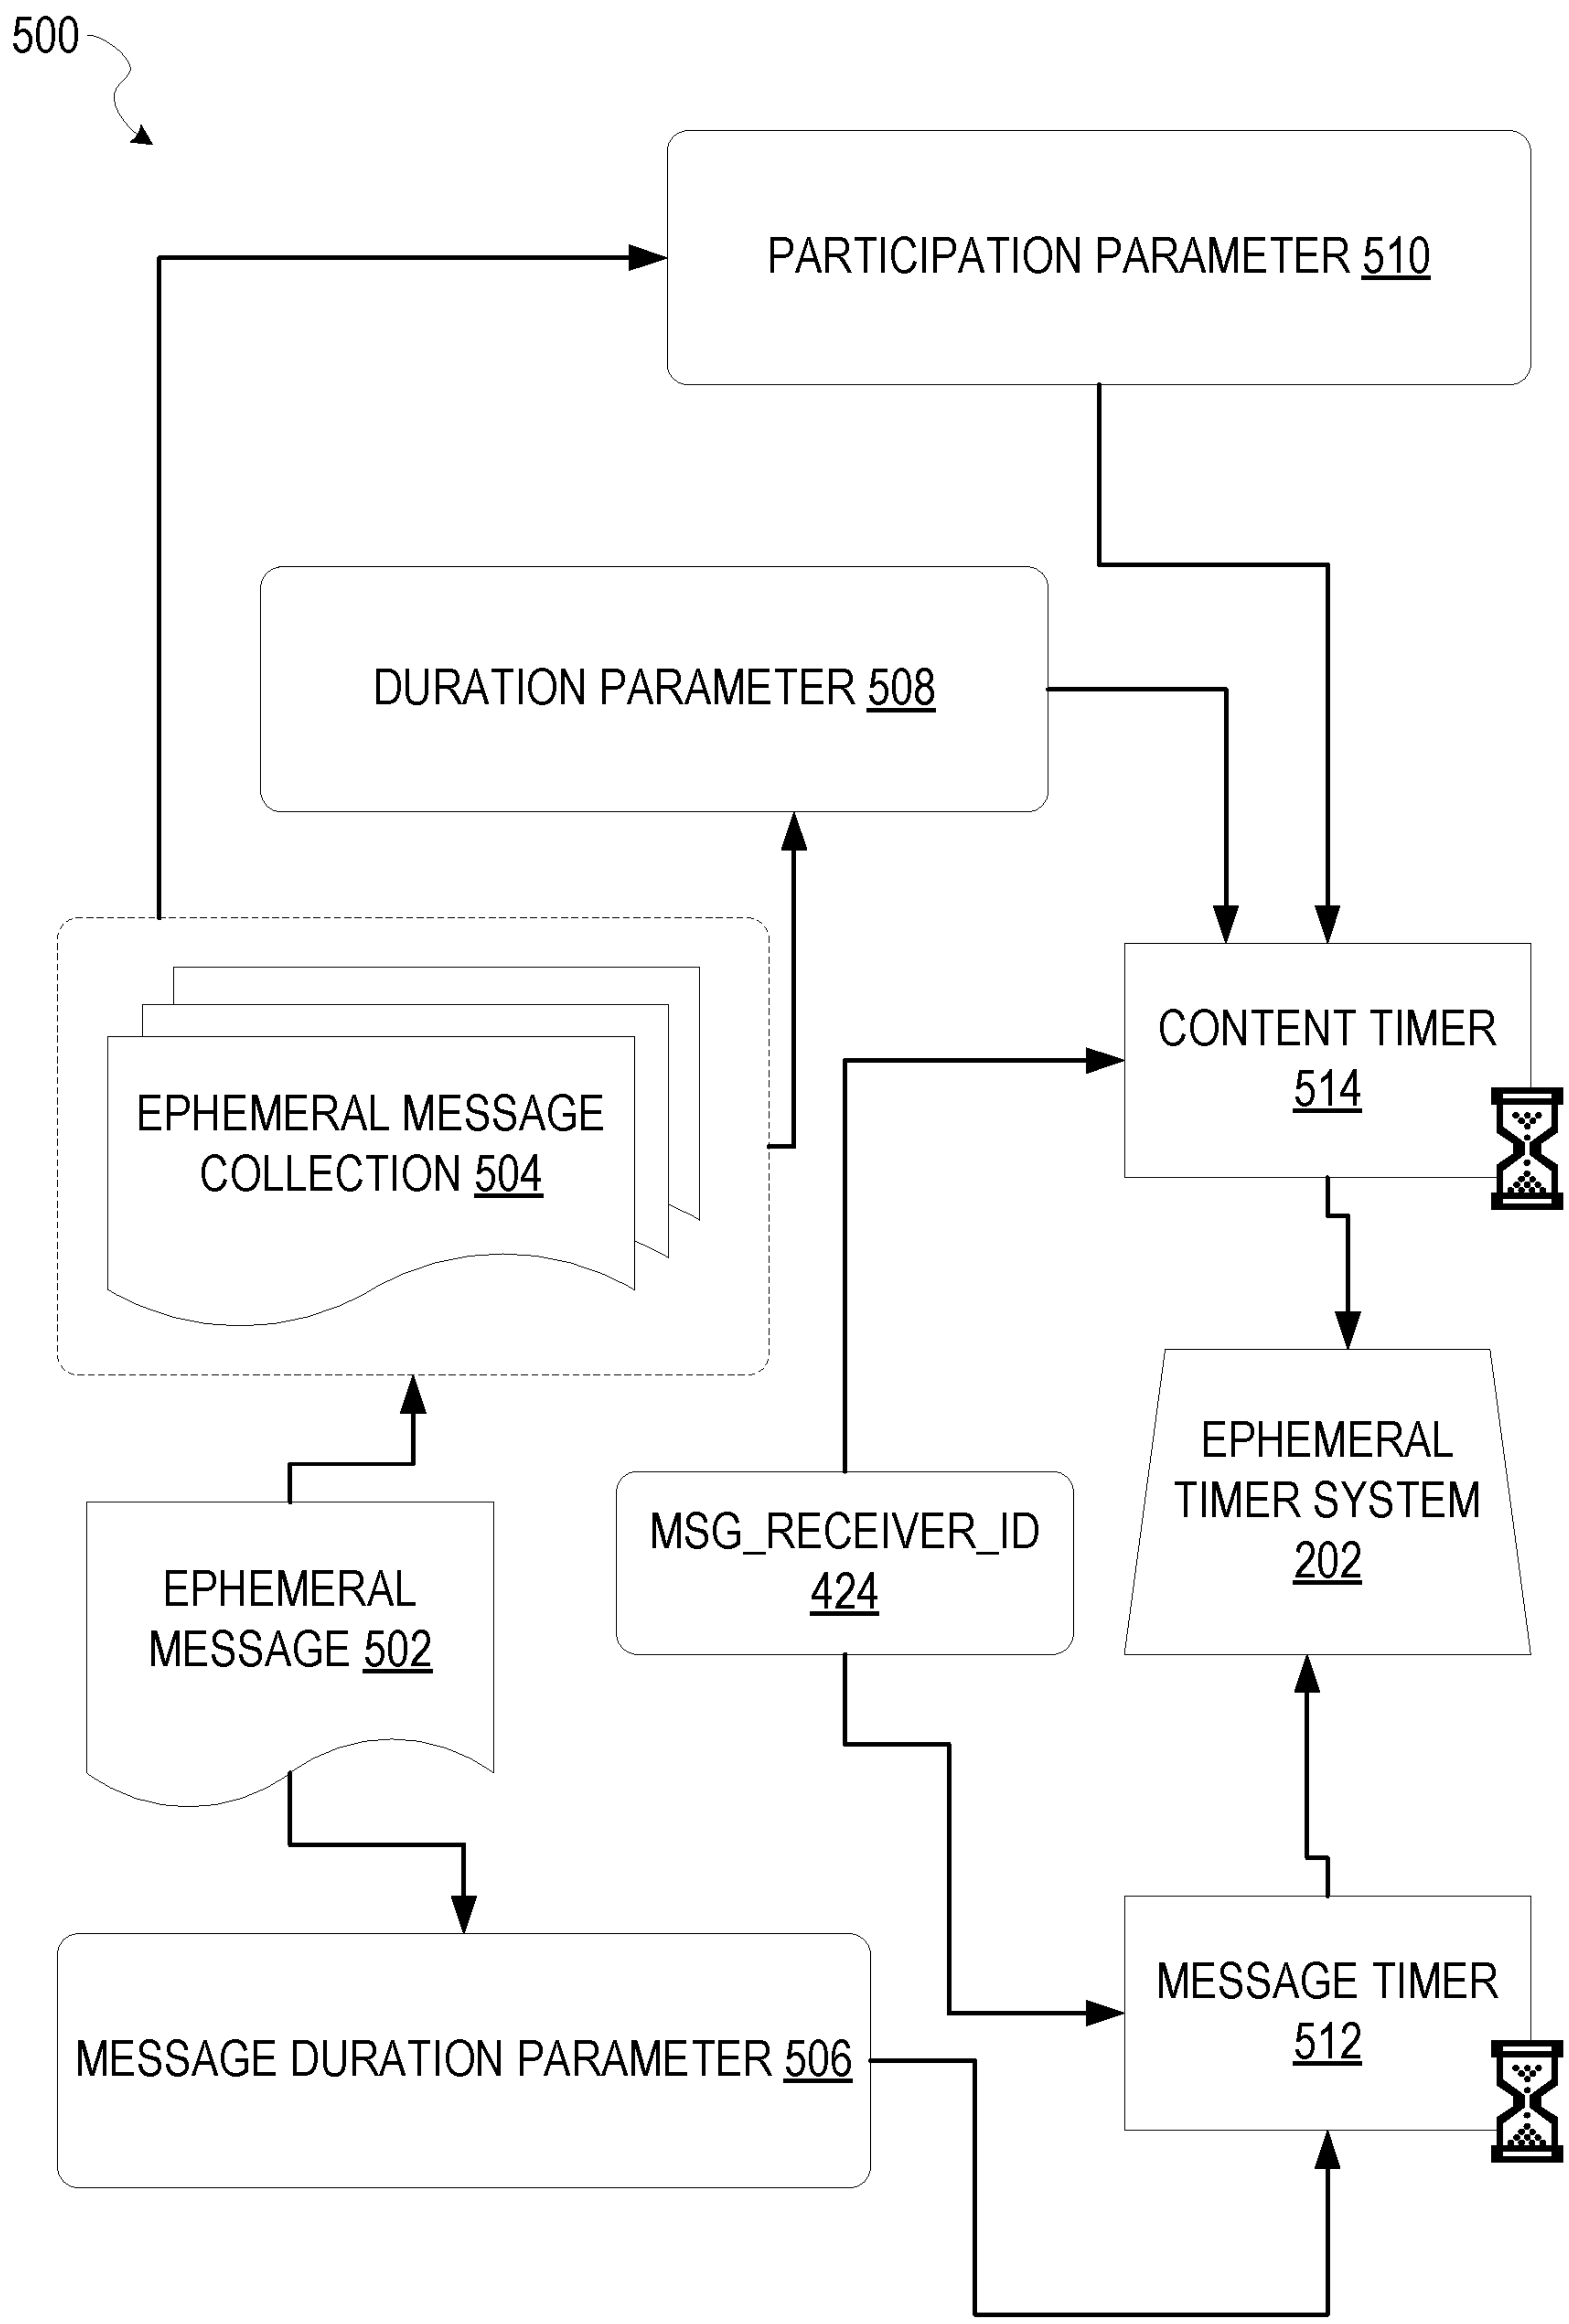 500
PARTICIPATION PARAMETER 510
DURATION PARAMETER 508
CONTENT TIMER
514
EPHEMERAL MESSAGE
COLLECTION 504
EPHEMERAL
TIMER SYSTEM
202
MSG_RECEIVER_ID
424
EPHEMERAL
MESSAGE 502
MESSAGE TIMER
512
MESSAGE DURATION PARAMETER 506